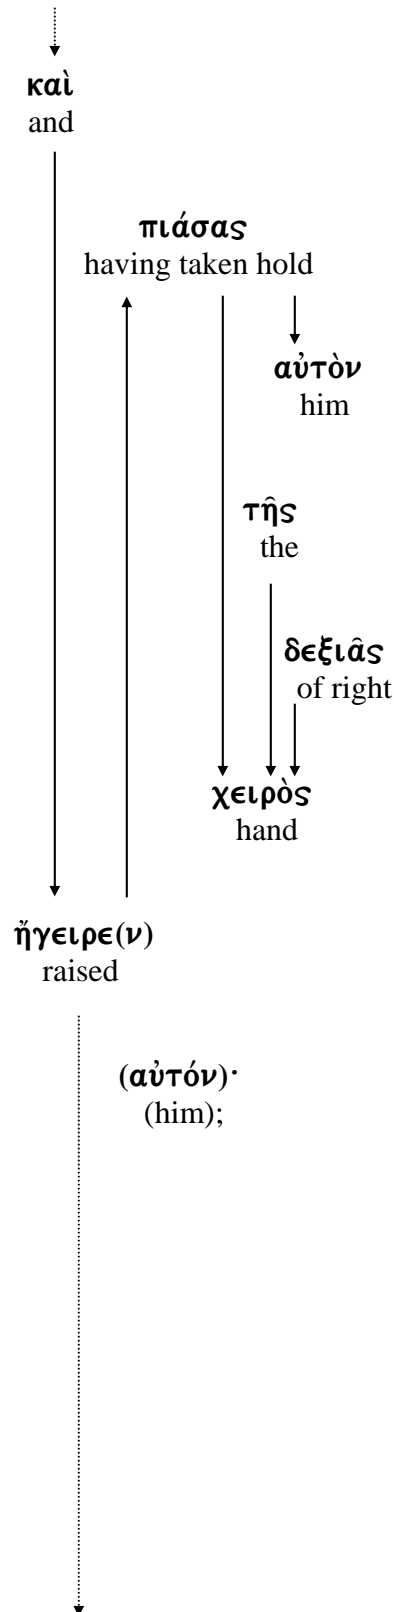 καὶ
and
πιάσας
having taken hold
αὐτὸν
him
τῆς
the
δεξιᾶς
of right
χειρὸς
hand
ἤγειρε(ν)
raised
(αὐτόν)·
(him);